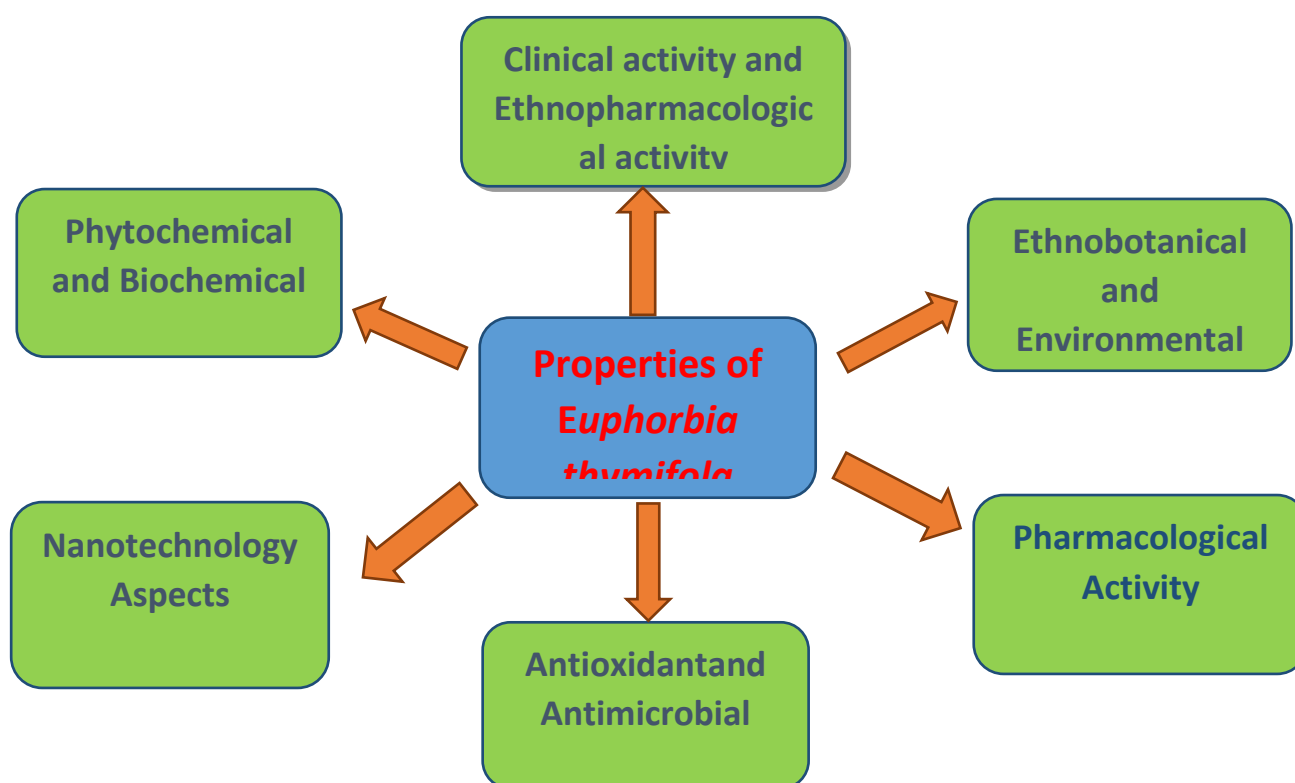 Clinical activity and
Ethnopharmacologic
al activity
Phytochemical
and Biochemical
Ethnobotanical
and
Environmental
Properties of
Euphorbia
thymifola
Nanotechnology
Aspects
Pharmacological
Activity
Antioxidantand
Antimicrobial